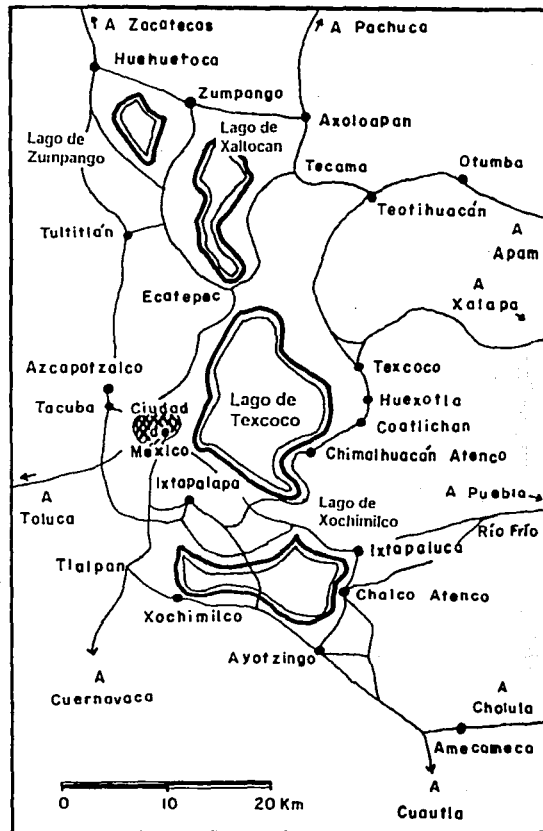 A Zacatecas
A Pachuca
Huehuetoca
Zumpango
Lago de
Zumpango
Lago de
Xaltocan
Axoloapan
Tecama
Otumba
Teotihuacán
Tultitlán
A
Apam
Ecatepec
A
Xalapa
Azcapotzalco
Texcoco
Tacuba
Ciudad
de
México
Lago de
Texcoco
Huexotla
Coatlichan
Chimalhuacán Atenco
Ixtapalapa
A
Toluca
Lago de
Xochimilco
A Puebla
Río Frío
Ixtapaluca
Tlalpan
Chalco Atenco
Xochimilco
Ayotzingo
A
Cuernavaca
A
Cholula
Amecameca
0 10 20 Km
A
Cuautla